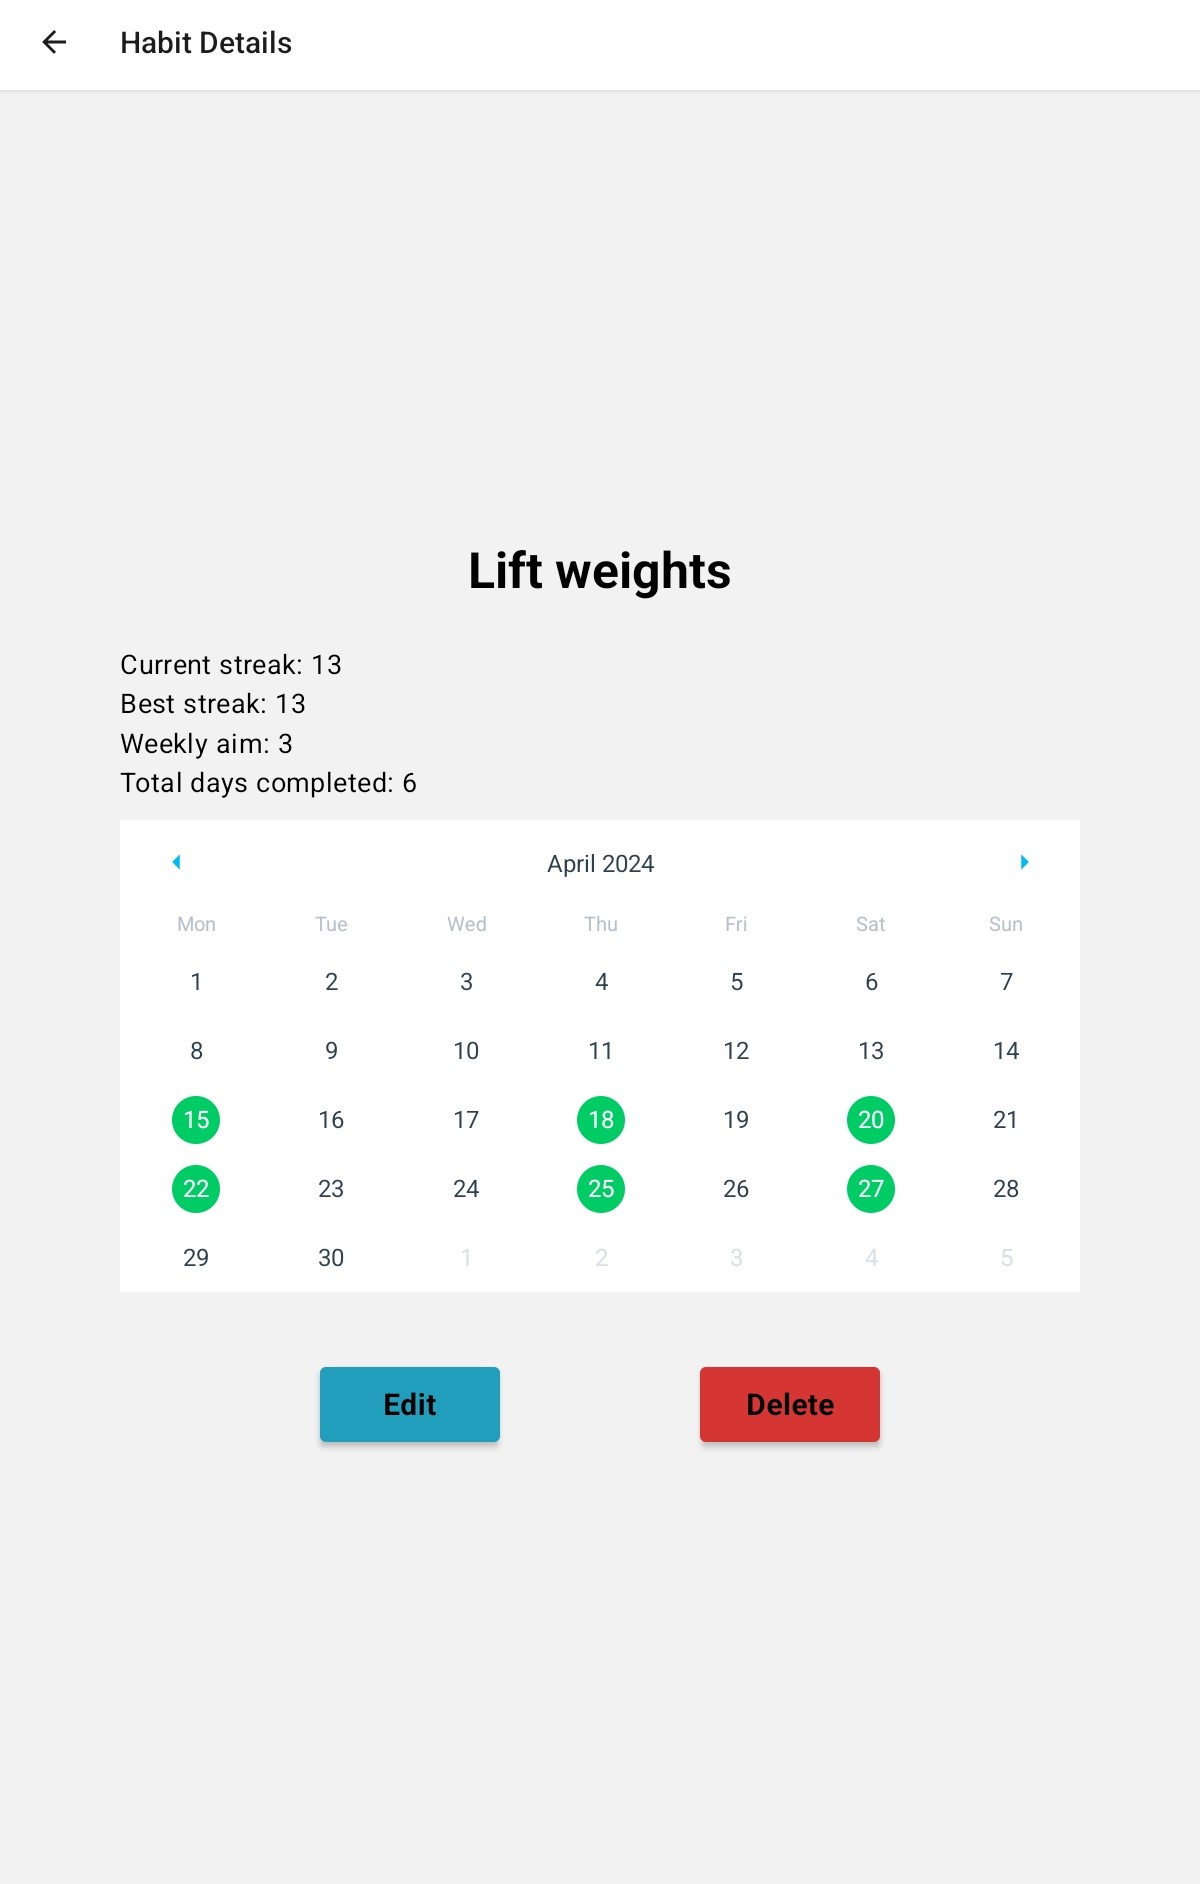 Habit Details
Lift weights
Current streak: 13
Best streak: 13
Weekly aim: 3
Total days completed: 6
April 2024
Mon Tue Wed Thu Fri Sat Sun
1 2 3 4 5 6 7
8 9 10 11 12 13 14
15 16 17 18 19 20 21
22 23 24 25 26 27 28
29 30 1 2 3 4 5
Edit Delete